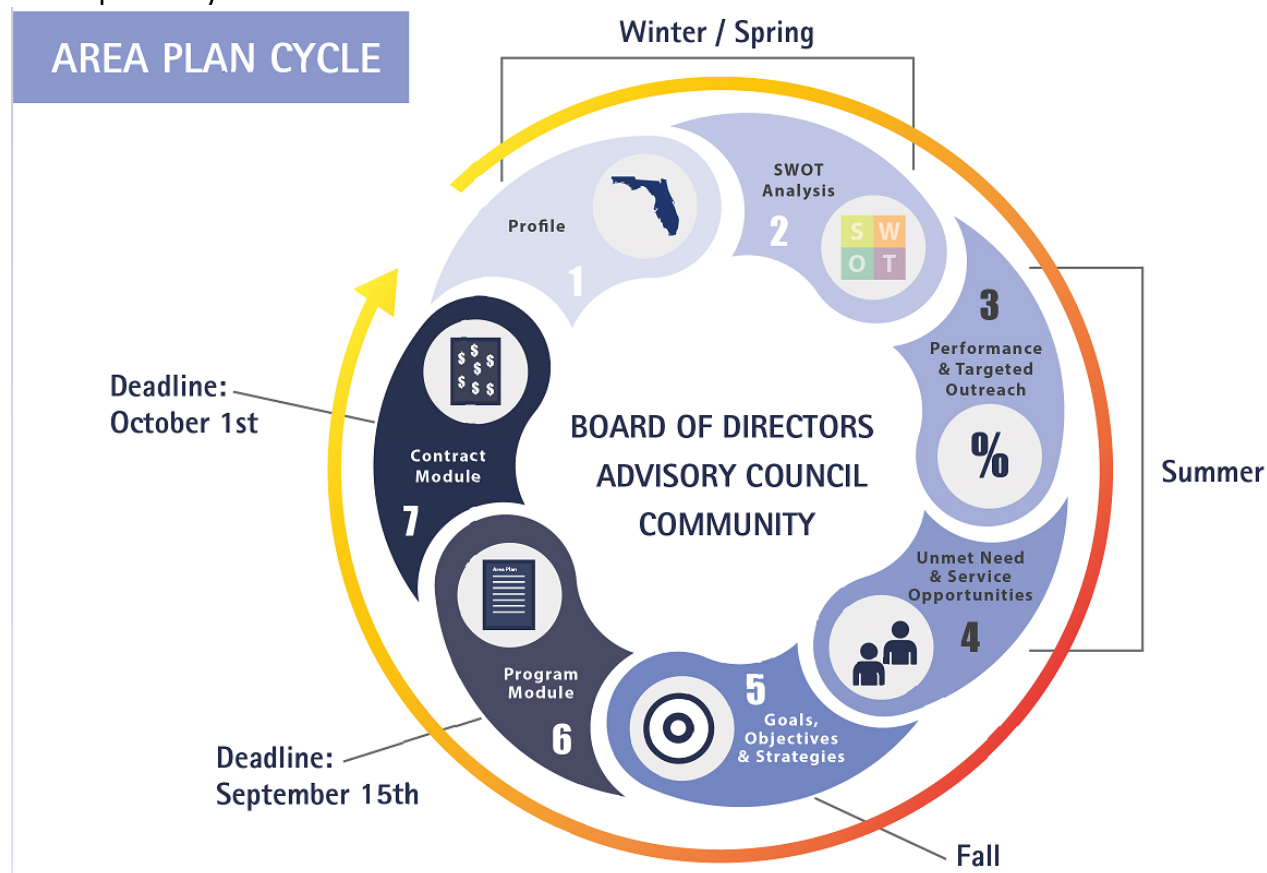 AREA PLAN CYCLE
Winter / Spring
Profile
1
SWOT
Analysis
2
S W
O T
3
Performance
& Targeted
Outreach
%
Summer
Unmet Need
& Service
Opportunities
4
5
Goals,
Objectives
& Strategies
Fall
Program
Module
6
Area Plan
Deadline:
September 15th
Contract
Module
7
$ $ $ $ $ $ $
Deadline:
October 1st
BOARD OF DIRECTORS
ADVISORY COUNCIL
COMMUNITY